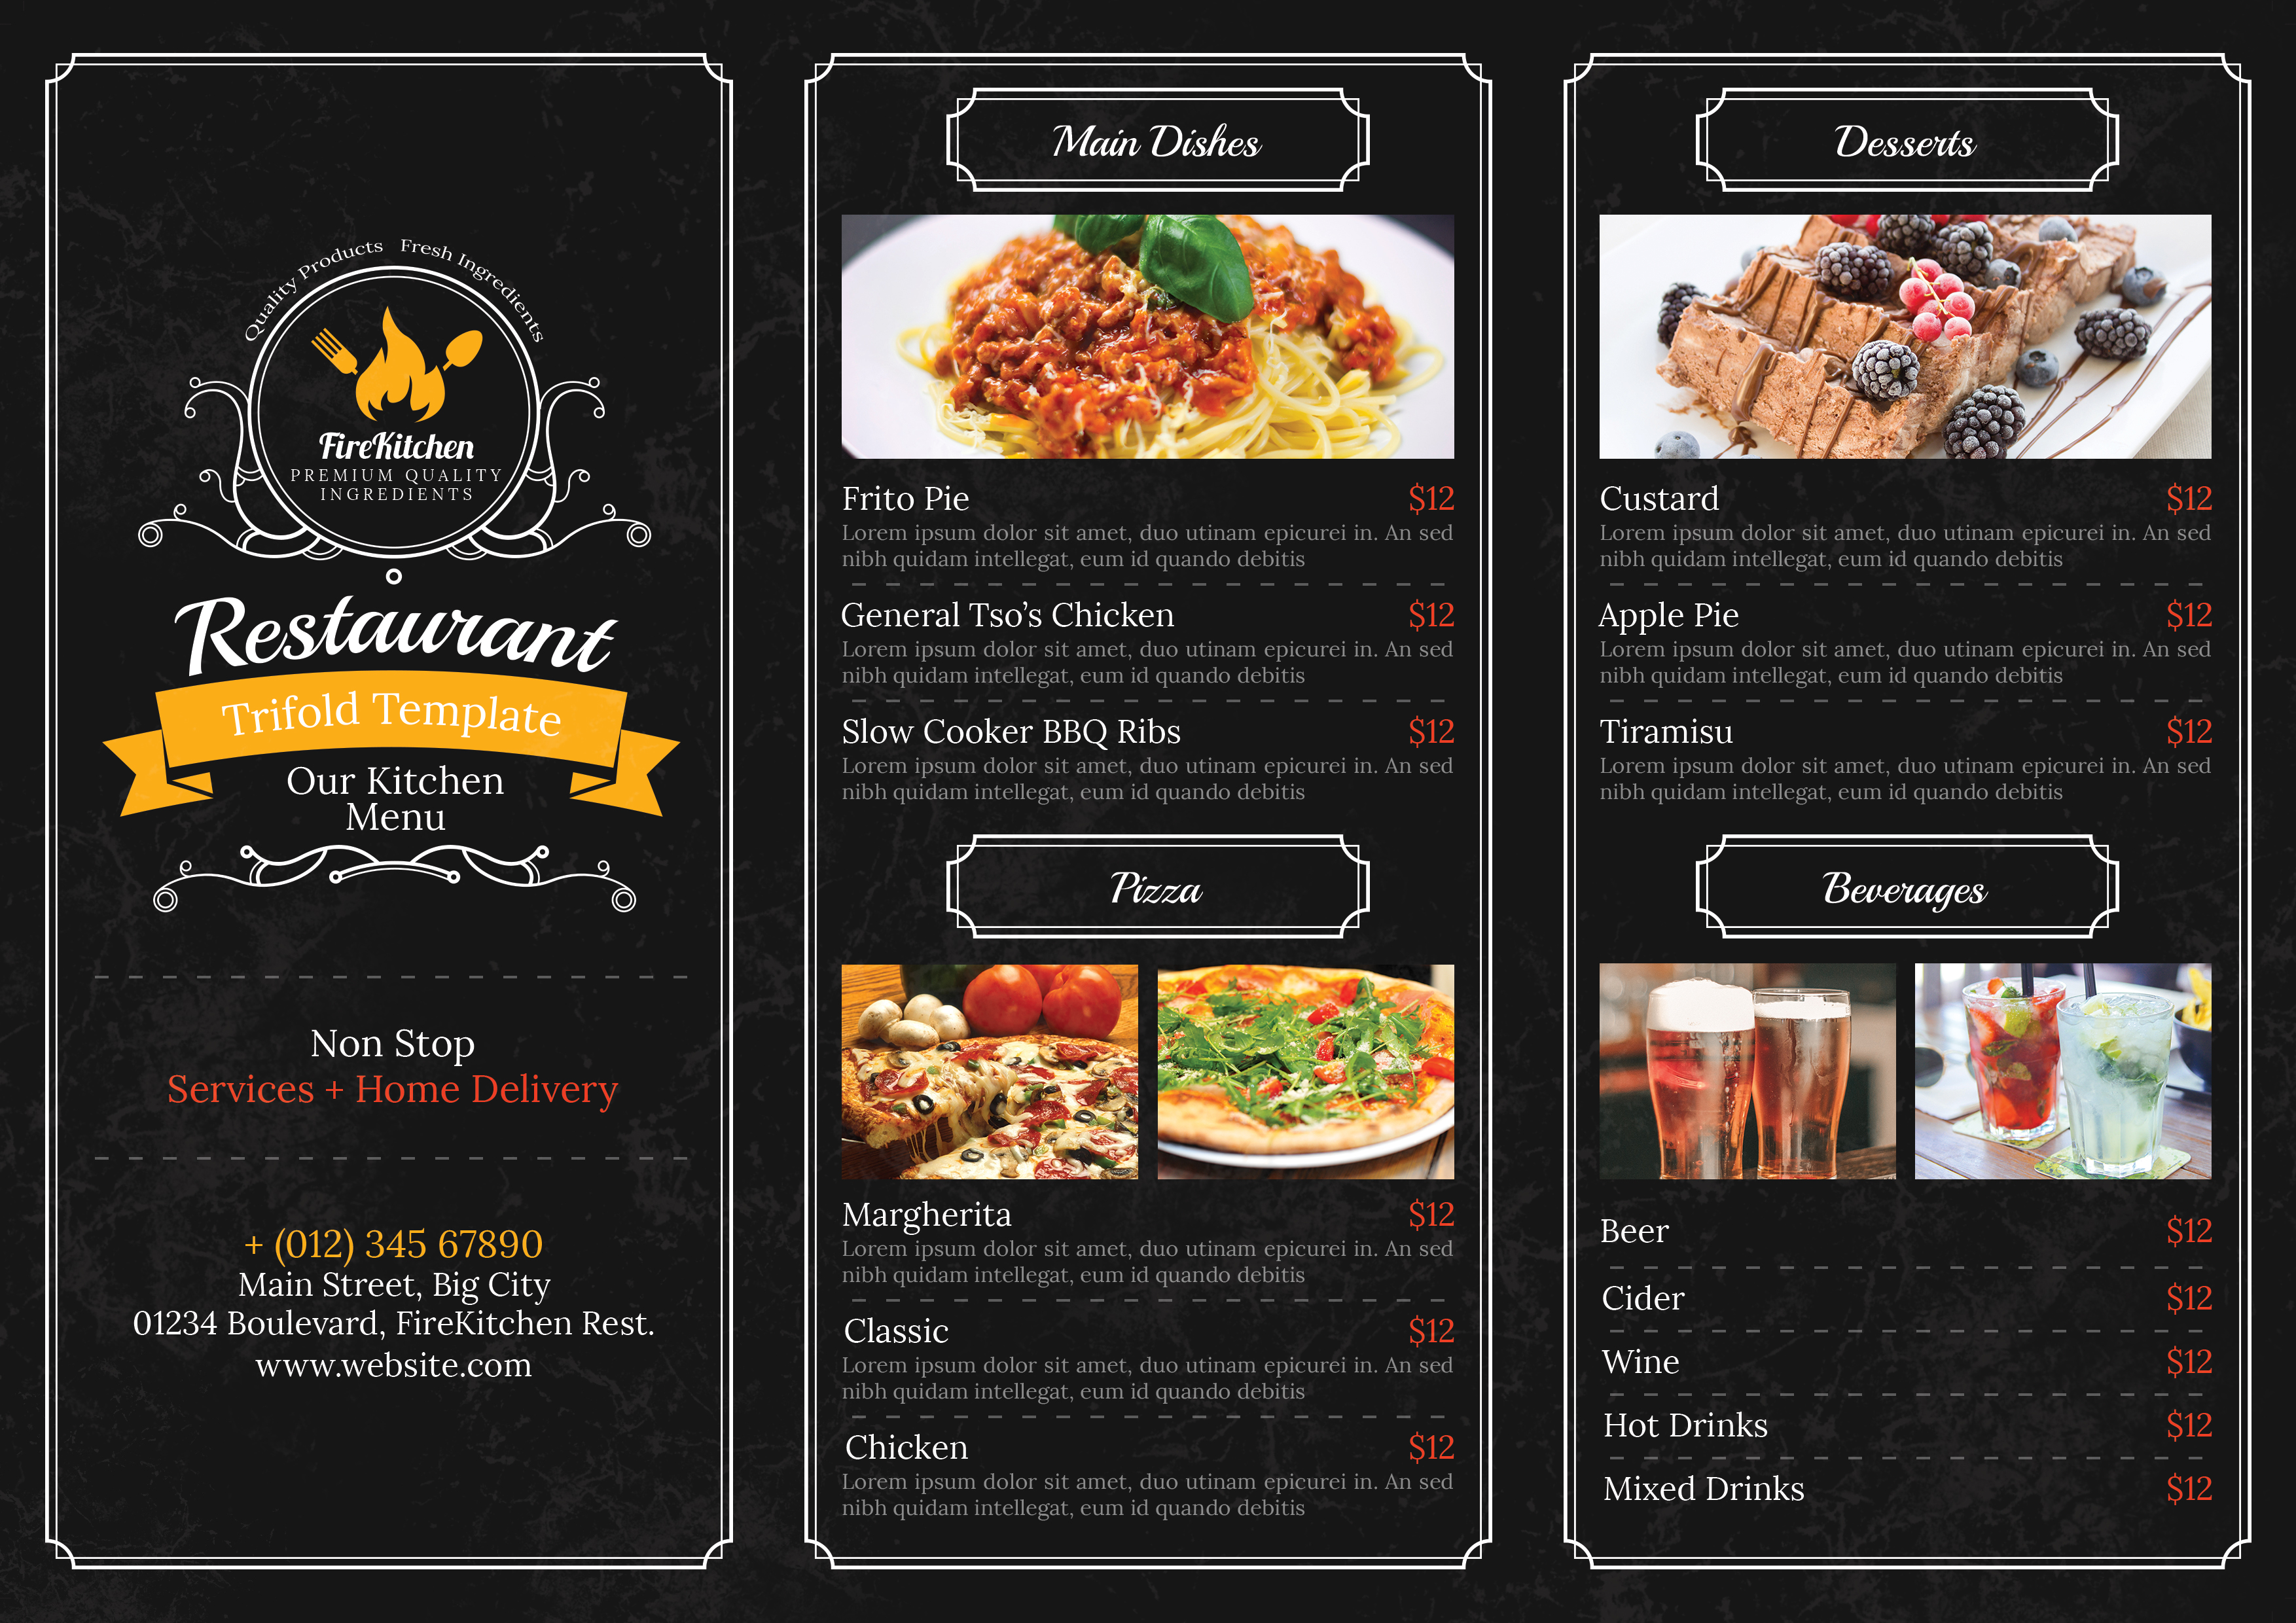 Quality Products Fresh Ingredients
FireKitchen
PREMIUM QUALITY
INGREDIENTS
Restaurant
Trifold Template
Our Kitchen
Menu
Non Stop
Services + Home Delivery
+ (012) 345 67890
Main Street, Big City
01234 Boulevard, FireKitchen Rest.
www.website.com
Main Dishes
Frito Pie $12
Lorem ipsum dolor sit amet, duo utinam epicurei in. An sed
nibh quidam intellegat, eum id quando debitis
General Tso’s Chicken $12
Lorem ipsum dolor sit amet, duo utinam epicurei in. An sed
nibh quidam intellegat, eum id quando debitis
Slow Cooker BBQ Ribs $12
Lorem ipsum dolor sit amet, duo utinam epicurei in. An sed
nibh quidam intellegat, eum id quando debitis
Pizza
Margherita $12
Lorem ipsum dolor sit amet, duo utinam epicurei in. An sed
nibh quidam intellegat, eum id quando debitis
Classic $12
Lorem ipsum dolor sit amet, duo utinam epicurei in. An sed
nibh quidam intellegat, eum id quando debitis
Chicken $12
Lorem ipsum dolor sit amet, duo utinam epicurei in. An sed
nibh quidam intellegat, eum id quando debitis
Desserts
Custard $12
Lorem ipsum dolor sit amet, duo utinam epicurei in. An sed
nibh quidam intellegat, eum id quando debitis
Apple Pie $12
Lorem ipsum dolor sit amet, duo utinam epicurei in. An sed
nibh quidam intellegat, eum id quando debitis
Tiramisu $12
Lorem ipsum dolor sit amet, duo utinam epicurei in. An sed
nibh quidam intellegat, eum id quando debitis
Beverages
Beer $12
Cider $12
Wine $12
Hot Drinks $12
Mixed Drinks $12